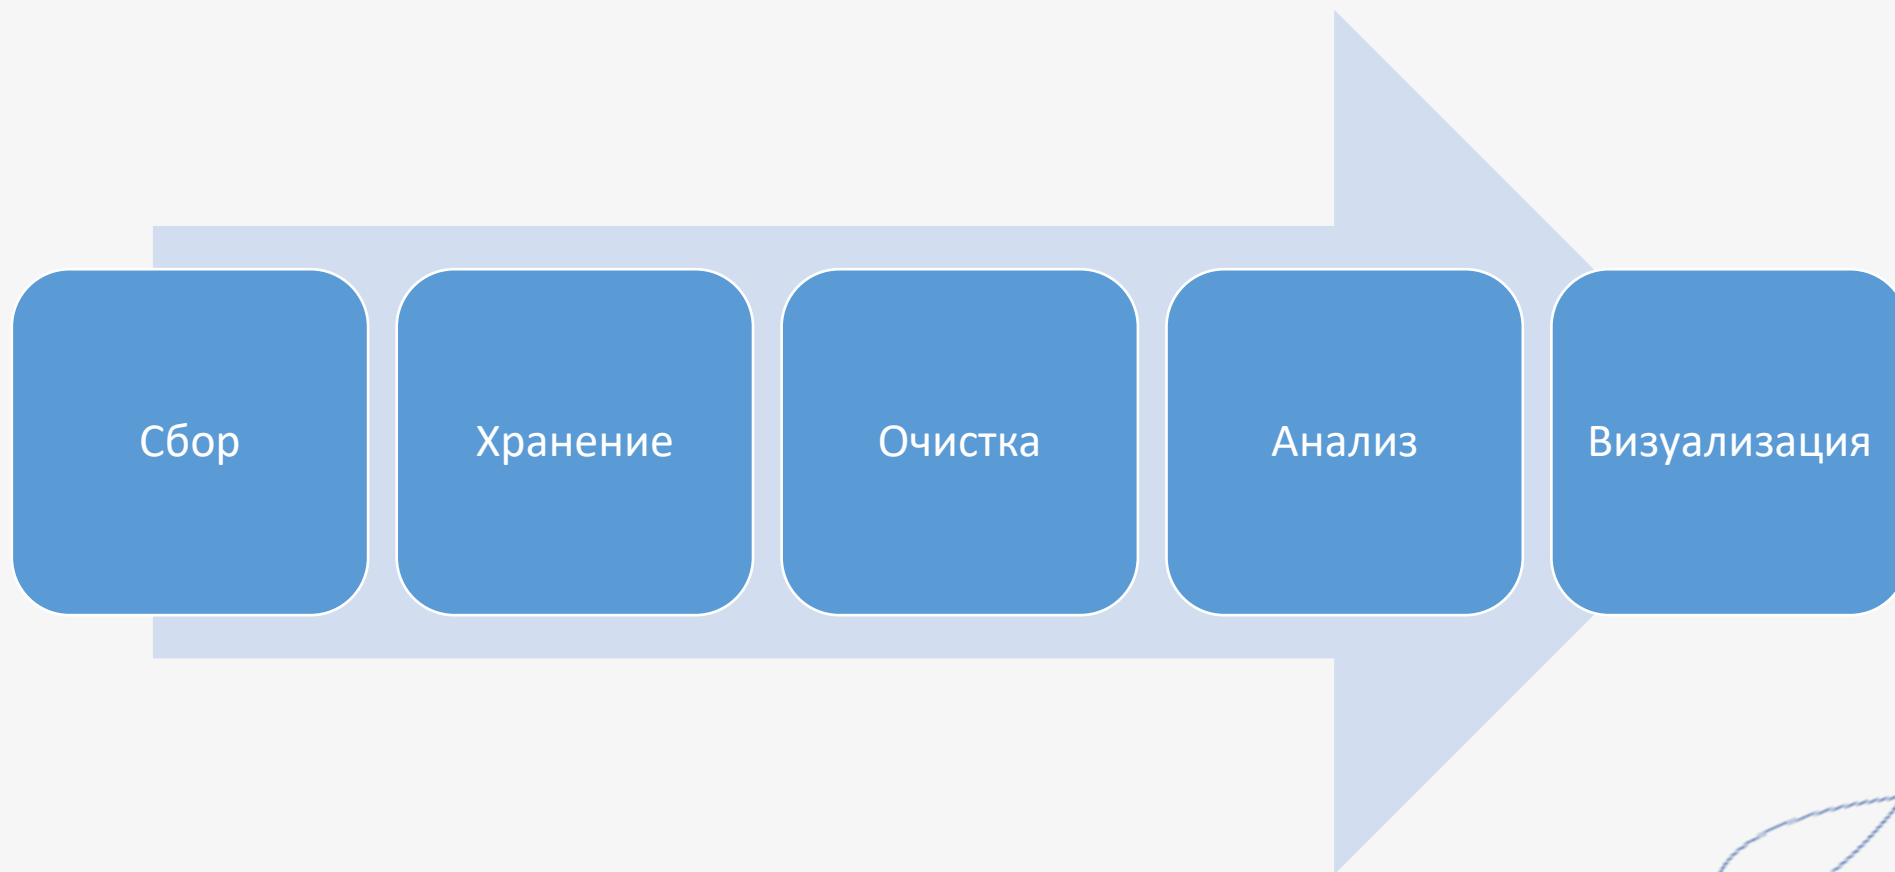 Сбор
Хранение
Очистка
Анализ
Визуализация